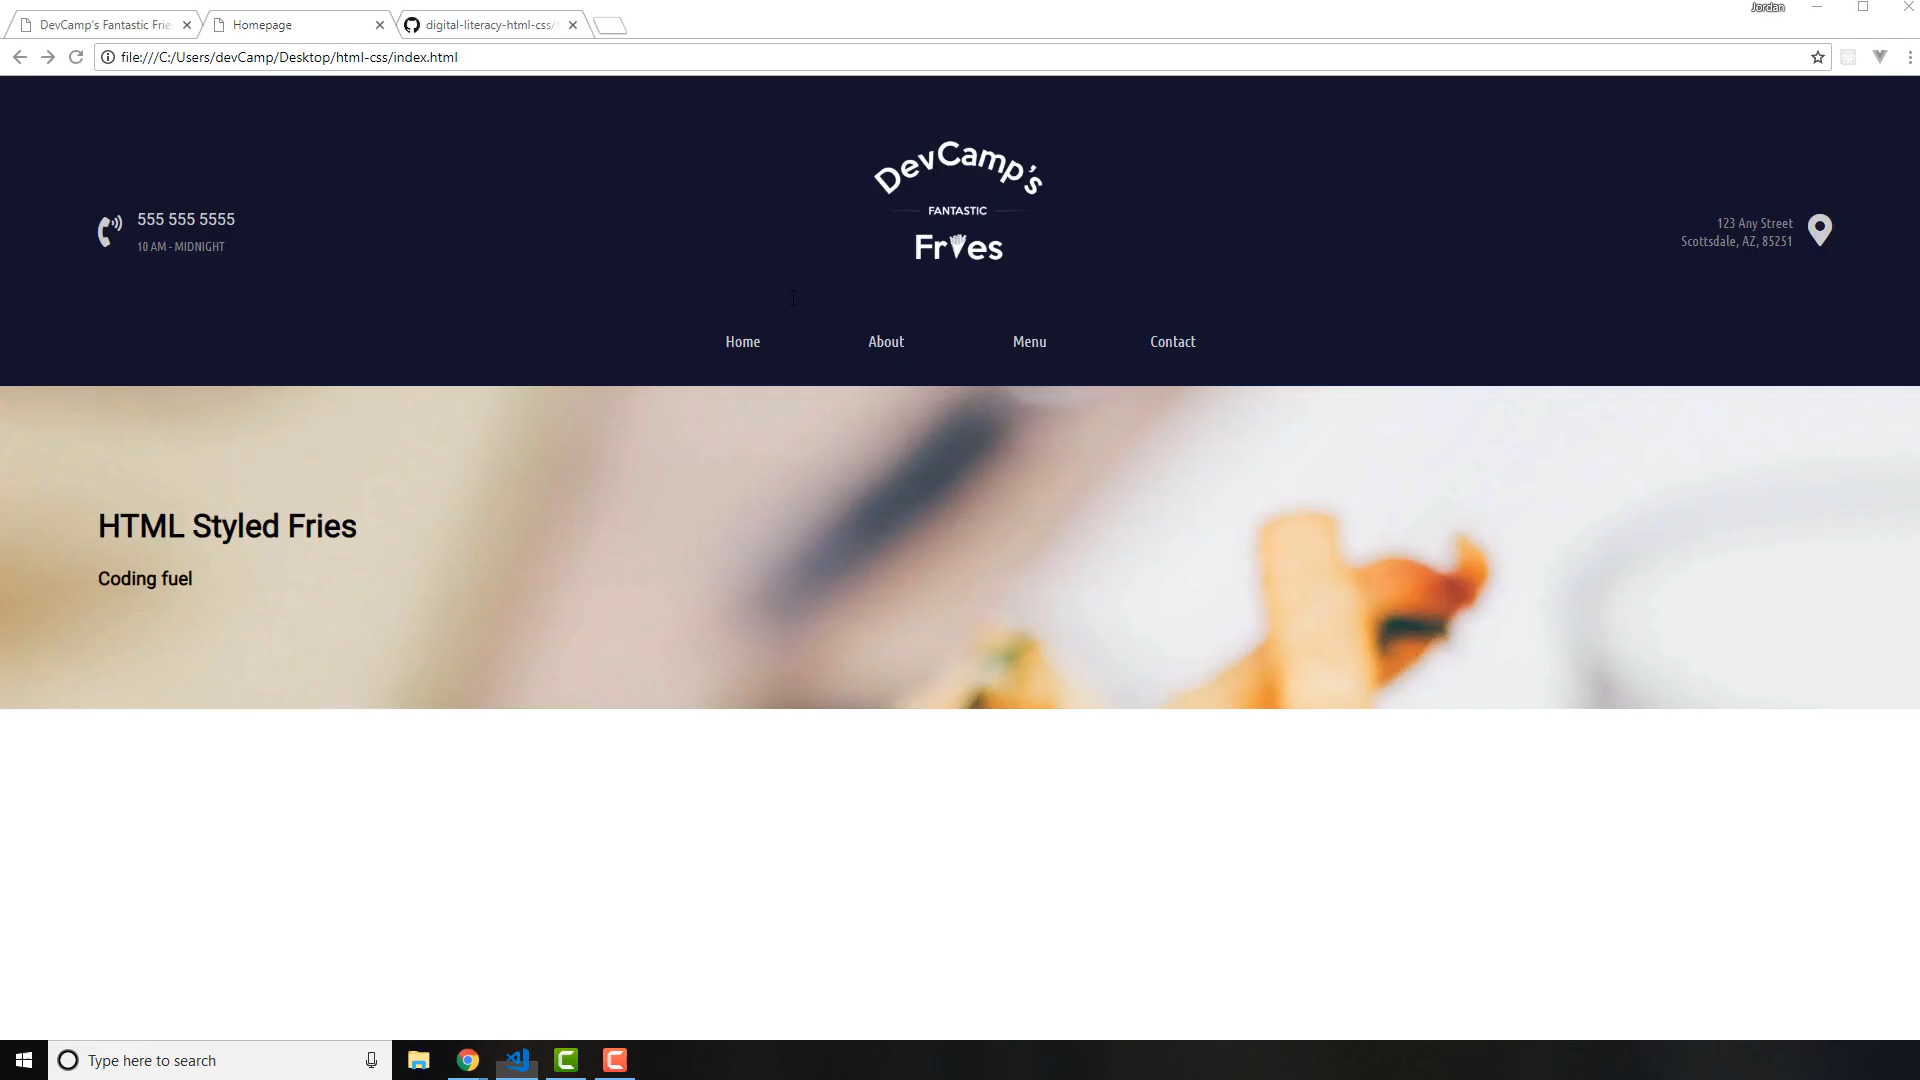 Jordan
DevCamp's Fantastic Frie
Homepage
digital-literacy-html-css/
file:///C:/Users/devCamp/Desktop/html-css/index.html
DevCamp's
FANTASTIC
Fries
555 555 5555
10 AM - MIDNIGHT
123 Any Street
Scottsdale, AZ, 85251
Home
About
Menu
Contact
HTML Styled Fries
Coding fuel
Type here to search